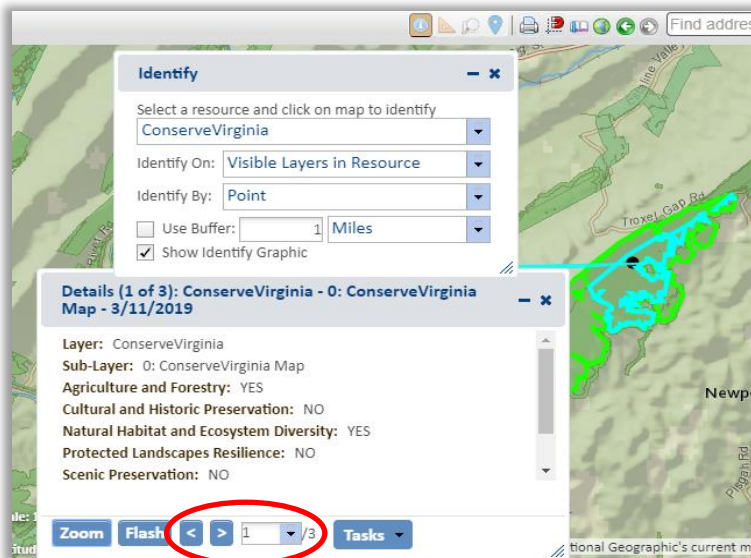 Find addres
Identify
Select a resource and click on map to identify
ConserveVirginia
Identify On: Visible Layers in Resource
Identify By: Point
Use Buffer: 1 Miles
Show Identify Graphic
Troxel Gap Rd
Details (1 of 3): ConserveVirginia - 0: ConserveVirginia
Map - 3/11/2019
Layer: ConserveVirginia
Sub-Layer: 0: ConserveVirginia Map
Agriculture and Forestry: YES
Cultural and Historic Preservation: NO
Natural Habitat and Ecosystem Diversity: YES
Protected Landscapes Resilience: NO
Scenic Preservation: NO
Newp
Pisgah Rd
Zoom Flash < > 1 /3 Tasks
tional Geographic's current m